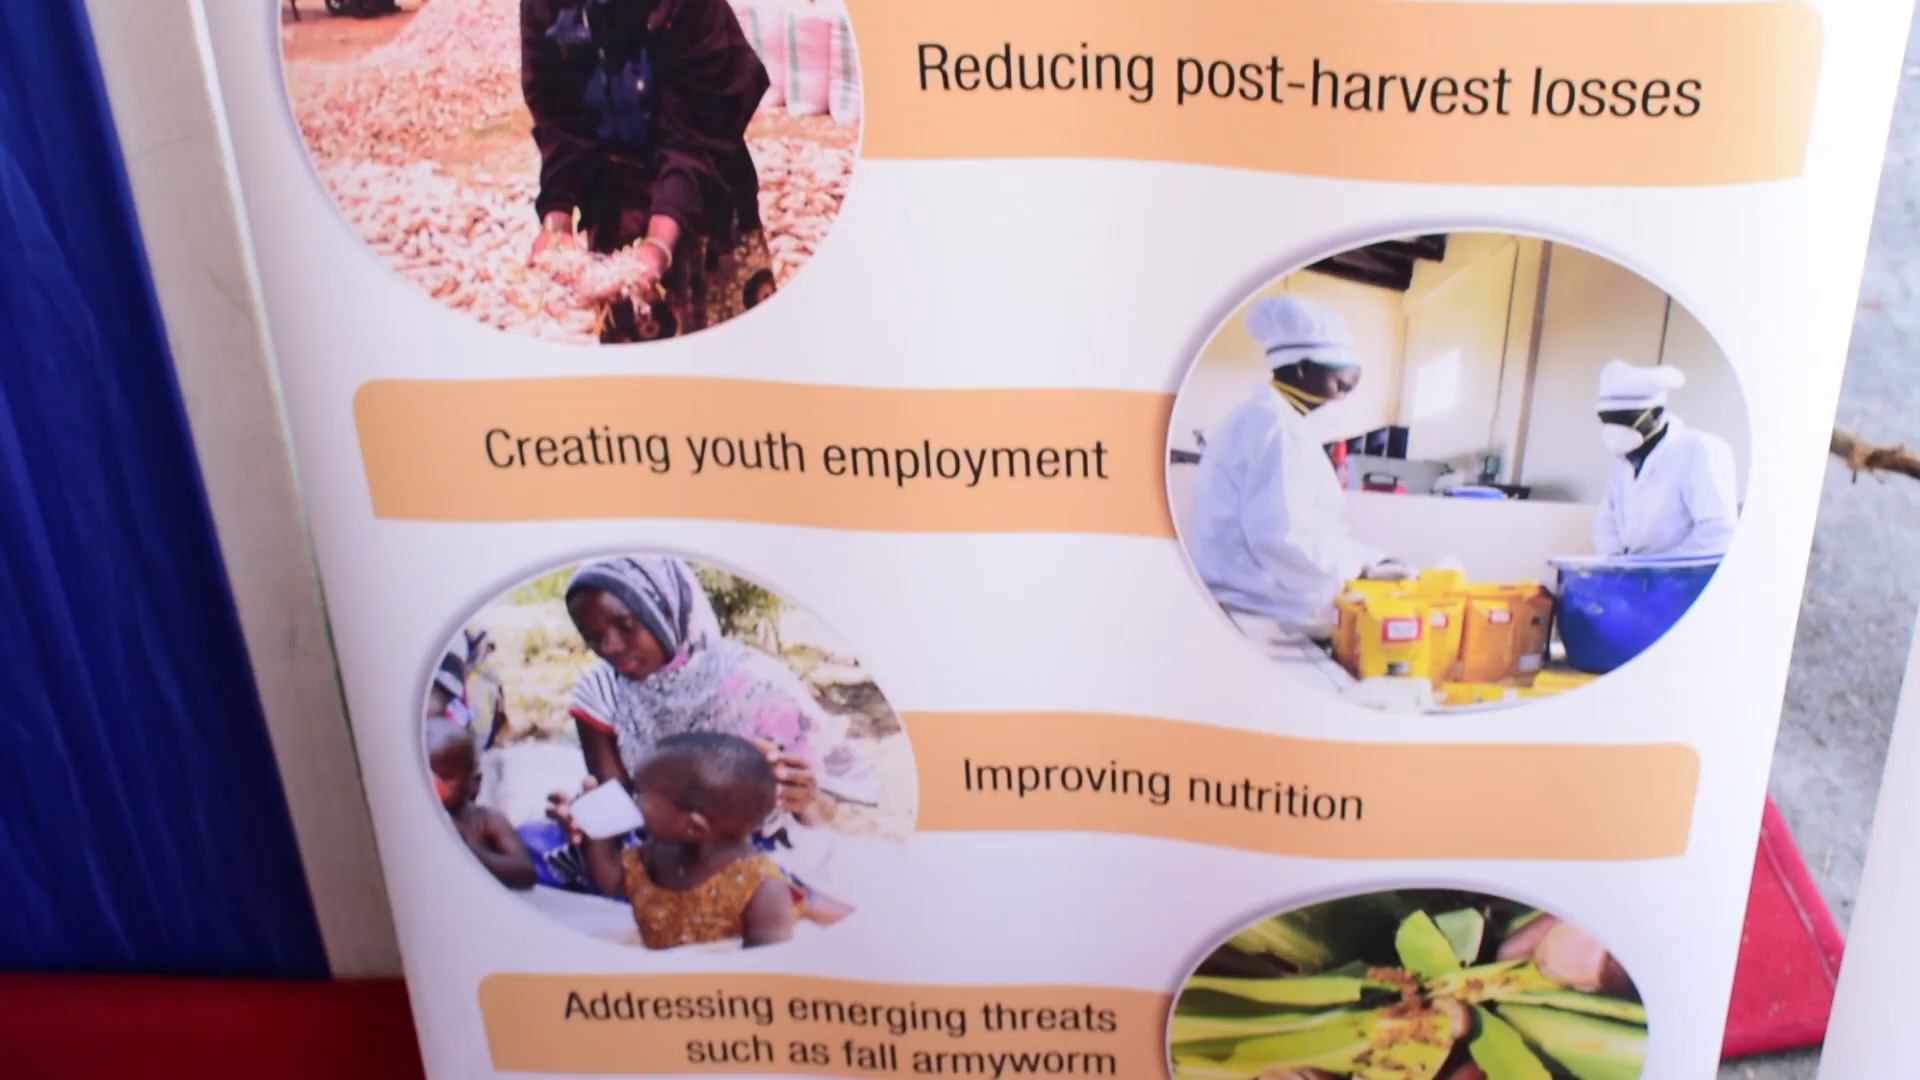 Reducing post-harvest losses
Creating youth employment
Improving nutrition
Addressing emerging threats
such as fall armyworm